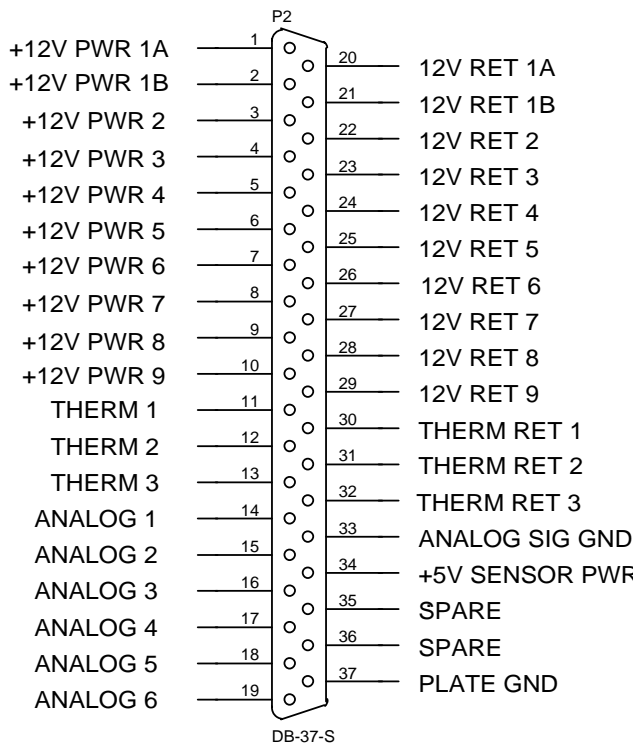 P2
+12V PWR 1A 1
20 12V RET 1A
+12V PWR 1B 2
21 12V RET 1B
+12V PWR 2 3
22 12V RET 2
+12V PWR 3 4
23 12V RET 3
+12V PWR 4 5
24 12V RET 4
+12V PWR 5 6
25 12V RET 5
+12V PWR 6 7
26 12V RET 6
+12V PWR 7 8
27 12V RET 7
+12V PWR 8 9
28 12V RET 8
+12V PWR 9 10
29 12V RET 9
THERM 1 11
30 THERM RET 1
THERM 2 12
31 THERM RET 2
THERM 3 13
32 THERM RET 3
ANALOG 1 14
33 ANALOG SIG GND
ANALOG 2 15
34 +5V SENSOR PWR
ANALOG 3 16
35 SPARE
ANALOG 4 17
36 SPARE
ANALOG 5 18
37 PLATE GND
ANALOG 6 19
DB-37-S